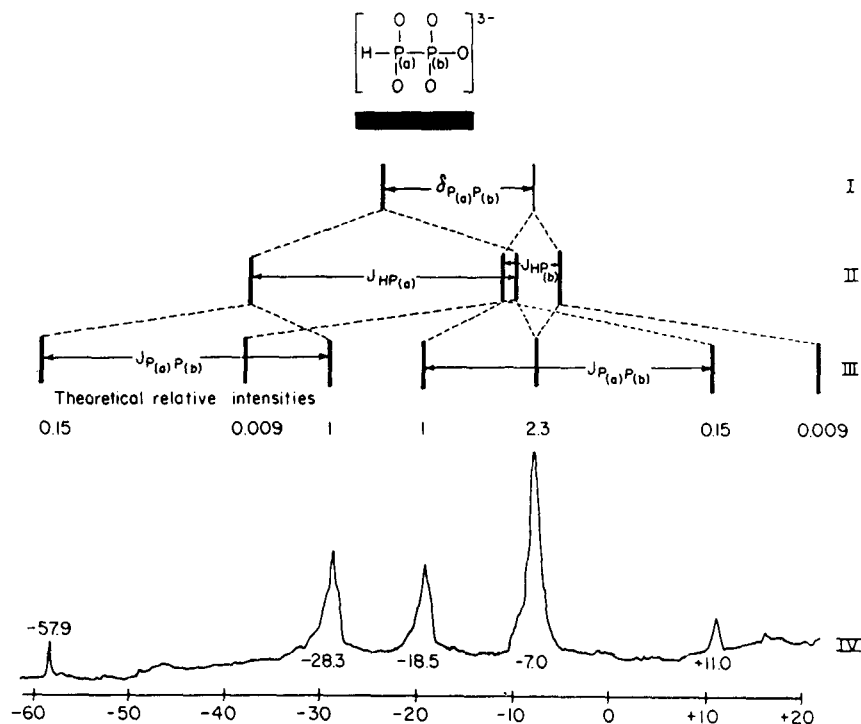 O O 3-
H—P—P—O
(a) (b)
O O
δP(a)P(b) I
JHP(a) JHP(b) II
JP(a)P(b) JP(a)P(b) III
Theoretical relative intensities
0.15 0.009 1 1 2.3 0.15 0.009
-57.9 -28.3 -18.5 -7.0 +11.0 IV
-60 -50 -40 -30 -20 -10 0 +10 +20